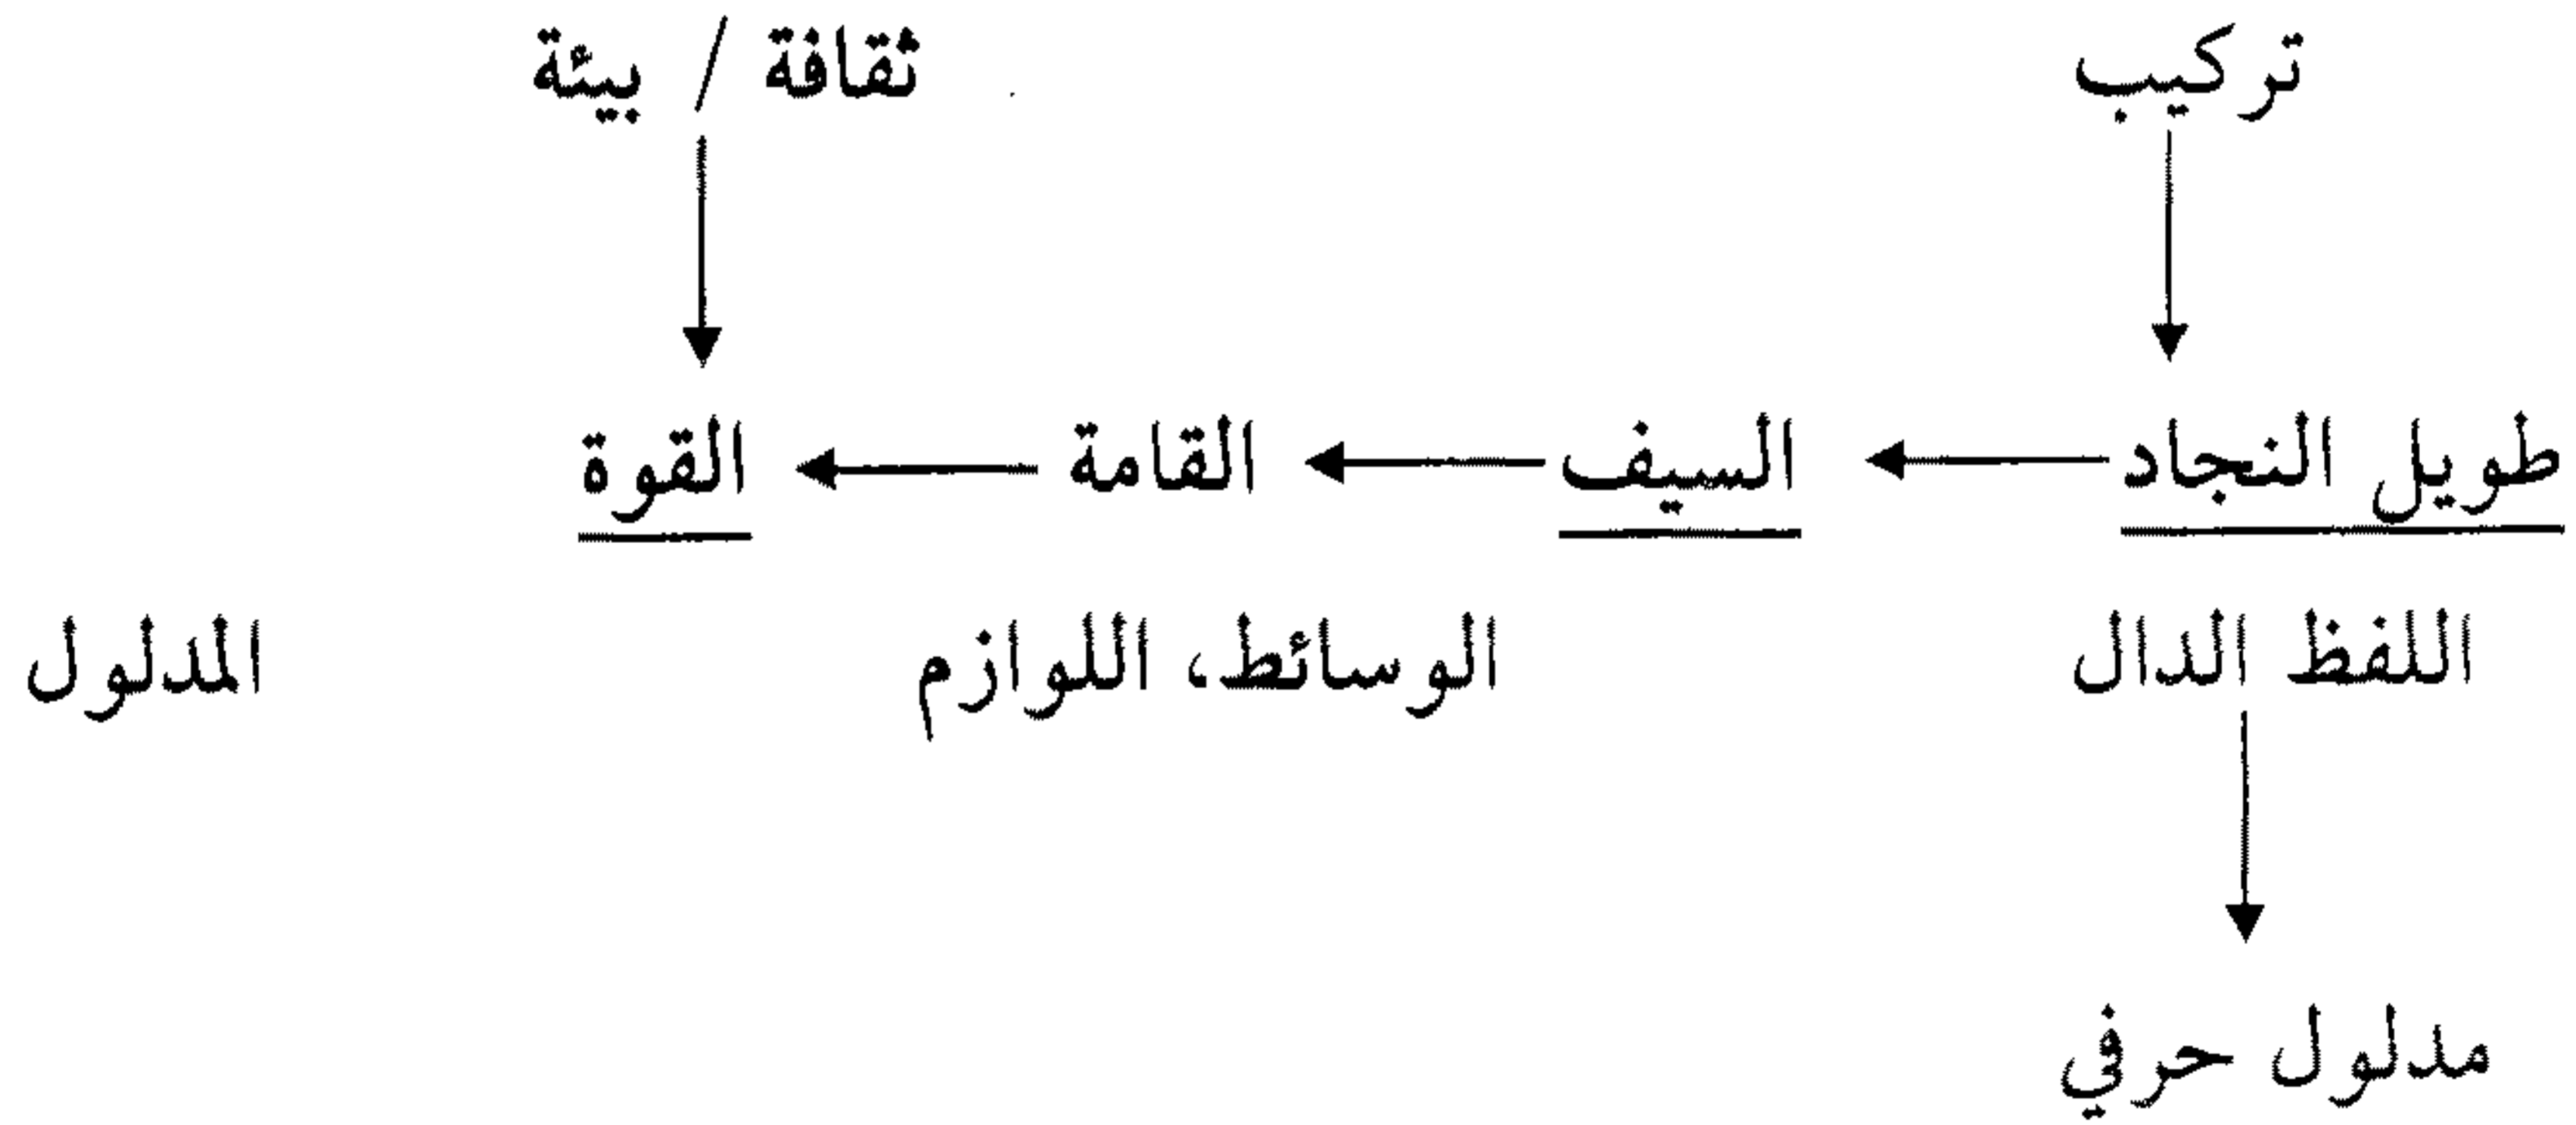 تركيب ثقافة / بيئة
طويل النجاد السيف القامة القوة
اللفظ الدال الوسائط، اللوازم المدلول
مدلول حرفي